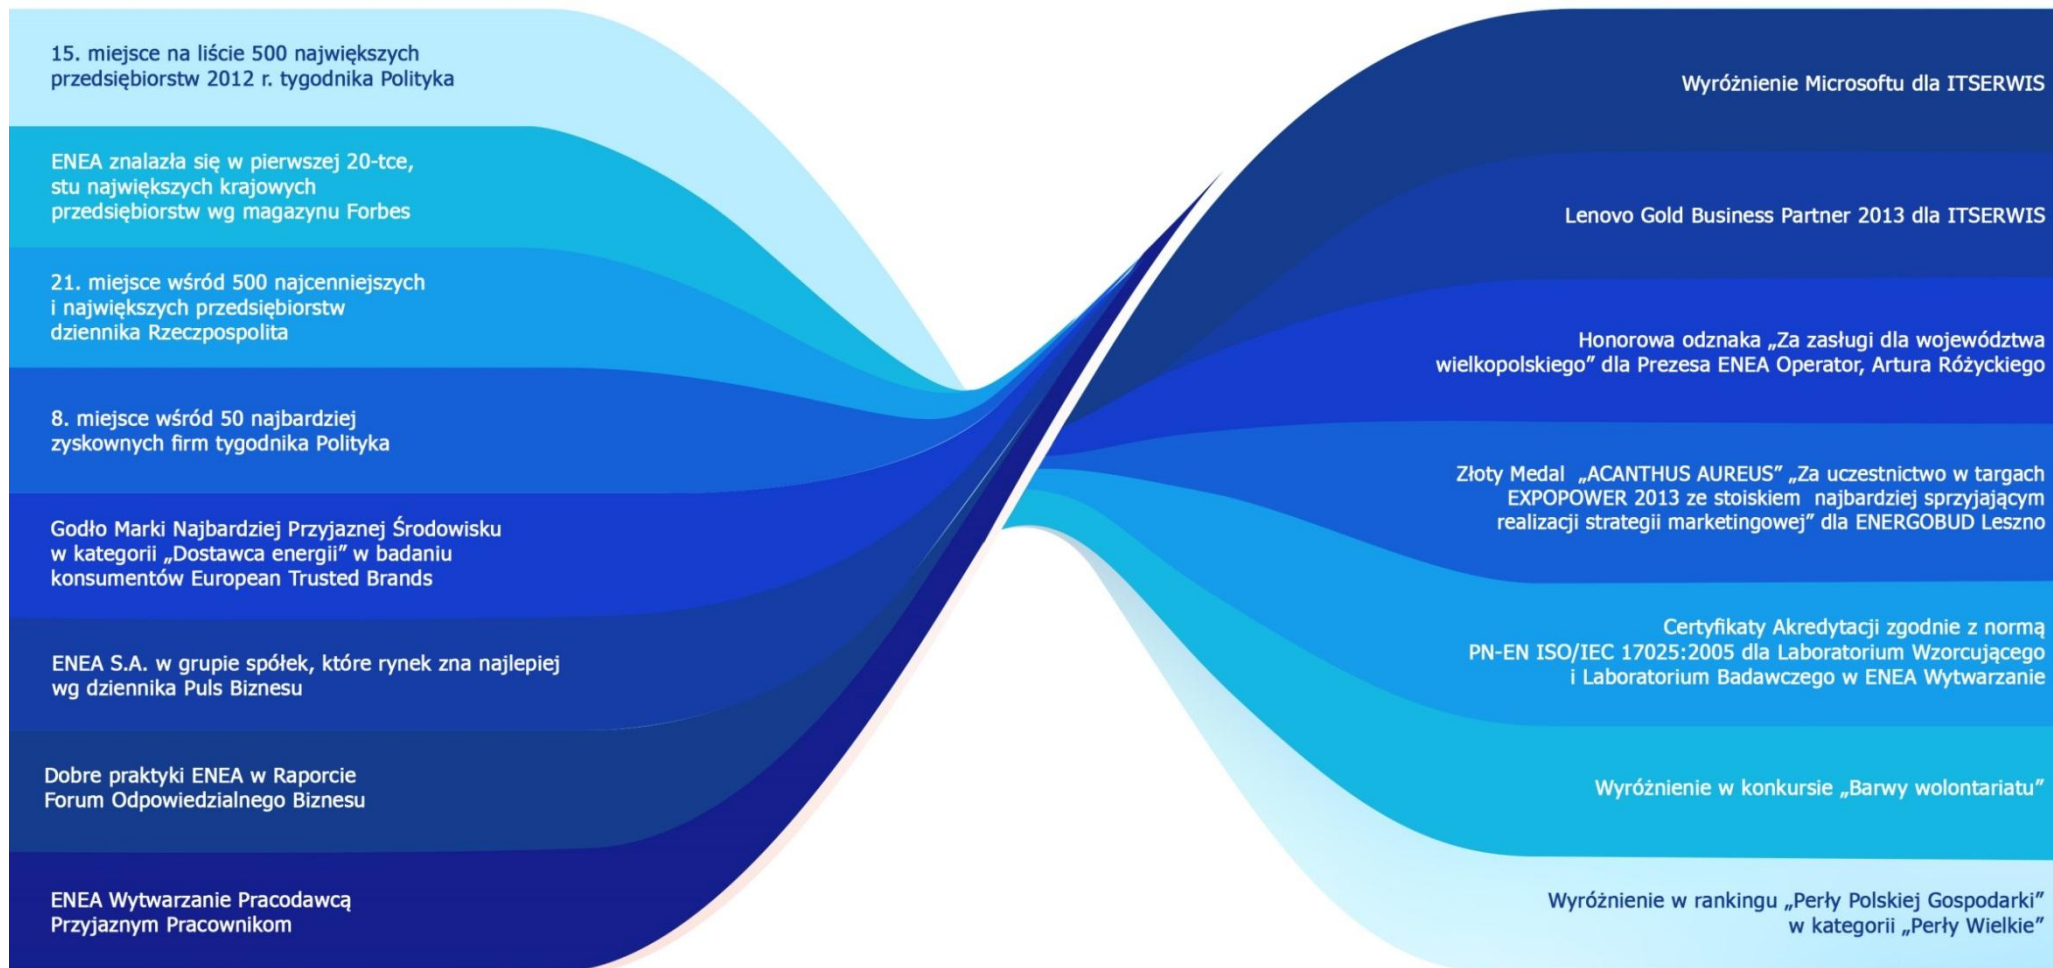 15. miejsce na liście 500 największych
przedsiębiorstw 2012 r. tygodnika Polityka
ENEA znalazła się w pierwszej 20-tce,
stu największych krajowych
przedsiębiorstw wg magazynu Forbes
21. miejsce wśród 500 najcenniejszych
i największych przedsiębiorstw
dziennika Rzeczpospolita
8. miejsce wśród 50 najbardziej
zyskownych firm tygodnika Polityka
Godło Marki Najbardziej Przyjaznej Środowisku
w kategorii „Dostawca energii” w badaniu
konsumentów European Trusted Brands
ENEA S.A. w grupie spółek, które rynek zna najlepiej
wg dziennika Puls Biznesu
Dobre praktyki ENEA w Raporcie
Forum Odpowiedzialnego Biznesu
ENEA Wytwarzanie Pracodawcą
Przyjaznym Pracownikom
Wyróżnienie Microsoftu dla ITSERWIS
Lenovo Gold Business Partner 2013 dla ITSERWIS
Honorowa odznaka „Za zasługi dla województwa
wielkopolskiego” dla Prezesa ENEA Operator, Artura Różyckiego
Złoty Medal „ACANTHUS AUREUS” „Za uczestnictwo w targach
EXPOPOWER 2013 ze stoiskiem najbardziej sprzyjającym
realizacji strategii marketingowej” dla ENERGOBUD Leszno
Certyfikaty Akredytacji zgodnie z normą
PN-EN ISO/IEC 17025:2005 dla Laboratorium Wzorcującego
i Laboratorium Badawczego w ENEA Wytwarzanie
Wyróżnienie w konkursie „Barwy wolontariatu”
Wyróżnienie w rankingu „Perły Polskiej Gospodarki”
w kategorii „Perły Wielkie”